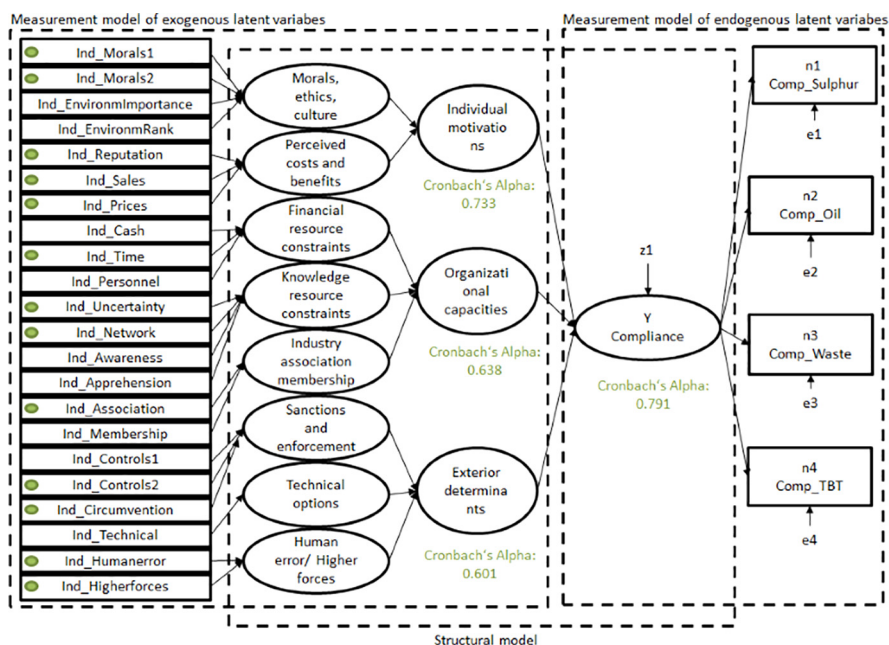 Measurement model of exogenous latent variabes
Measurement model of endogenous latent variabes
Ind_Morals1
Ind_Morals2
Ind_EnvironmImportance
Ind_EnvironmRank
Ind_Reputation
Ind_Sales
Ind_Prices
Ind_Cash
Ind_Time
Ind_Personnel
Ind_Uncertainty
Ind_Network
Ind_Awareness
Ind_Apprehension
Ind_Association
Ind_Membership
Ind_Controls1
Ind_Controls2
Ind_Circumvention
Ind_Technical
Ind_Humanerror
Ind_Higherforces
Morals,
ethics,
culture
Perceived
costs and
benefits
Financial
resource
constraints
Knowledge
resource
constraints
Industry
association
membership
Sanctions
and
enforcement
Technical
options
Human
error/ Higher
forces
Individual
motivatio
ns
Cronbach's Alpha:
0.733
Organizati
onal
capacities
Cronbach's Alpha:
0.638
Exterior
determina
nts
Cronbach's Alpha:
0.601
z1
Y
Compliance
Cronbach's Alpha:
0.791
n1
Comp_Sulphur
e1
n2
Comp_Oil
e2
n3
Comp_Waste
e3
n4
Comp_TBT
e4
Structural model